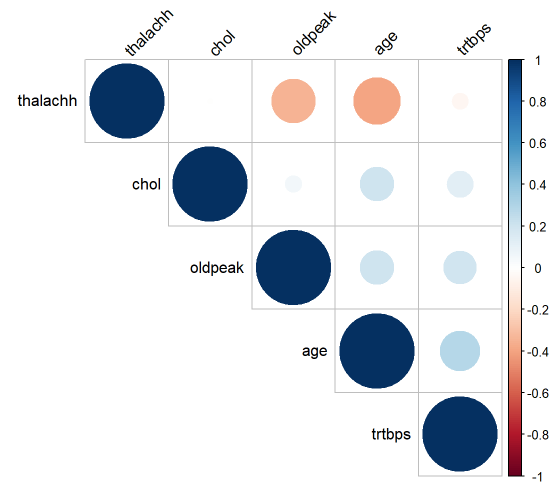 thalachh
chol
oldpeak
age
trtbps
thalachh
chol
oldpeak
age
trtbps
1
0.8
0.6
0.4
0.2
0
-0.2
-0.4
-0.6
-0.8
-1